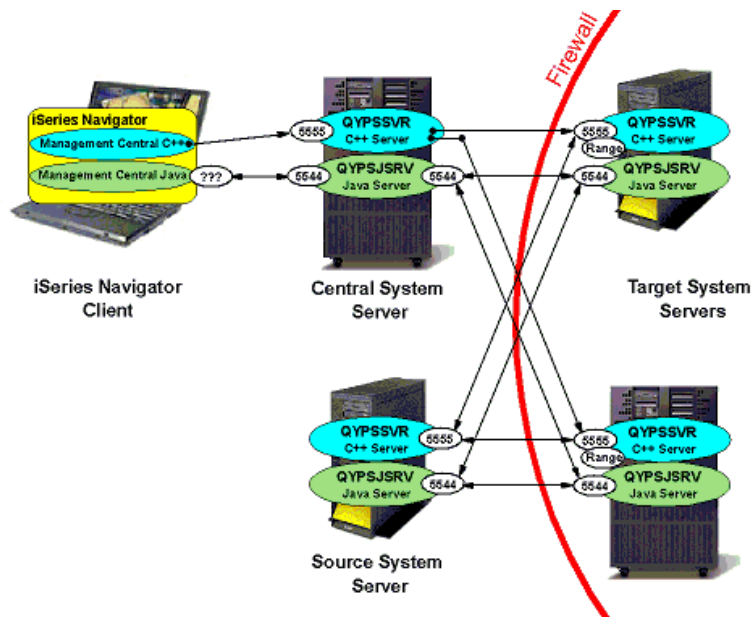 Firewall
iSeries Navigator
Management Central C++
Management Central Java
???
5555
QYPSSVR
C++ Server
5544
QYPSJSRV
Java Server
5544
5555
QYPSSVR
C++ Server
Range
5544
QYPSJSRV
Java Server
iSeries Navigator
Client
Central System
Server
Target System
Servers
QYPSSVR
C++ Server
5555
QYPSJSRV
Java Server
5544
5555
QYPSSVR
C++ Server
Range
5544
QYPSJSRV
Java Server
Source System
Server